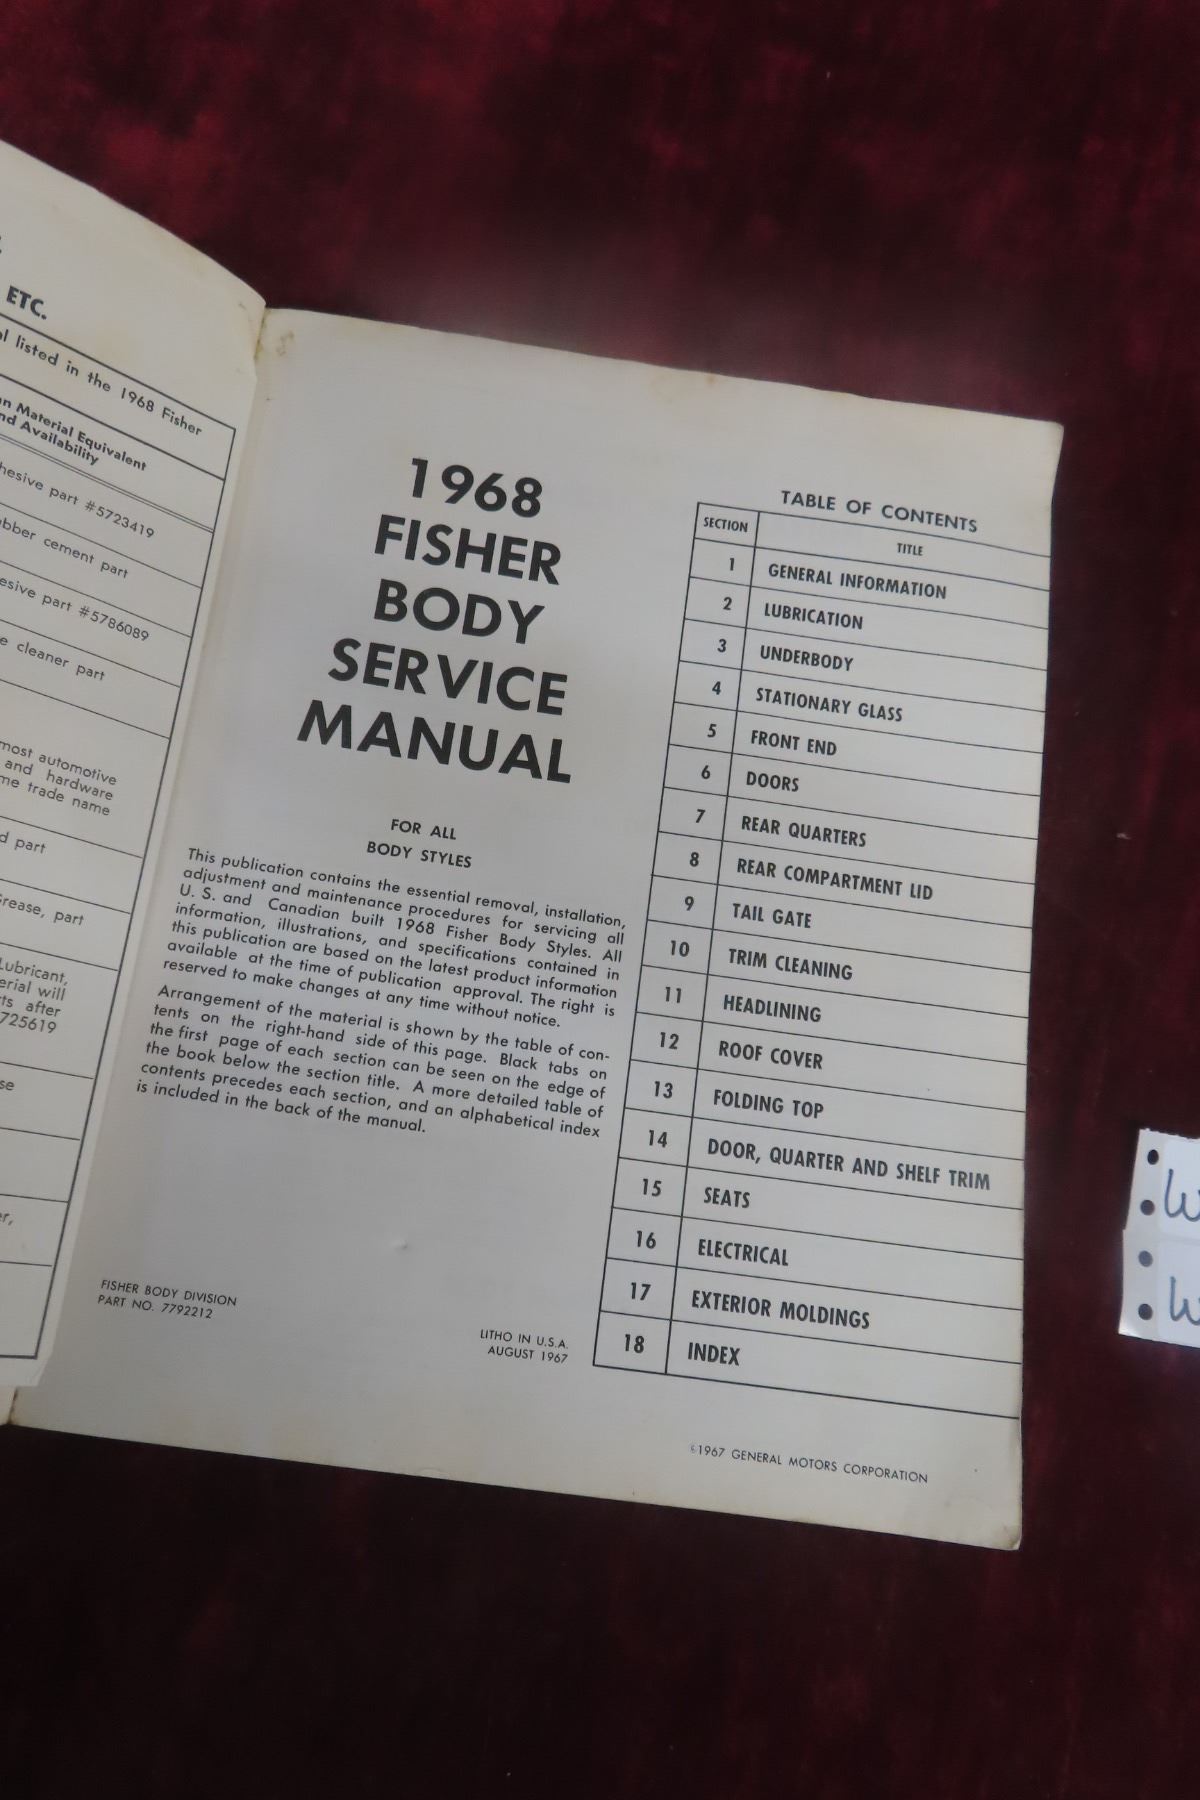 ETC.
listed in the 1968 Fisher
Material Equivalent
Availability
part #5723419
cement part
part #5786089
cleaner part
most automotive
and hardware
trade name
part
part
Lubricant,
will
after
1968
FISHER
BODY
SERVICE
MANUAL
FOR ALL
BODY STYLES
This publication contains the essential removal, installation,
adjustment and maintenance procedures for servicing all
U. S. and Canadian built 1968 Fisher Body Styles. All
information, illustrations, and specifications contained in
this publication are based on the latest product information
available at the time of publication approval. The right is
reserved to make changes at any time without notice.
Arrangement of the material is shown by the table of con-
tents on the right-hand side of this page. Black tabs on
the first page of each section can be seen on the edge of
the book below the section title. A more detailed table of
contents precedes each section, and an alphabetical index
is included in the back of the manual.
FISHER BODY DIVISION
PART NO. 7792212
LITHO IN U.S.A.
AUGUST 1967
TABLE OF CONTENTS
SECTION TITLE
1 GENERAL INFORMATION
2 LUBRICATION
3 UNDERBODY
4 STATIONARY GLASS
5 FRONT END
6 DOORS
7 REAR QUARTERS
8 REAR COMPARTMENT LID
9 TAIL GATE
10 TRIM CLEANING
11 HEADLINING
12 ROOF COVER
13 FOLDING TOP
14 DOOR, QUARTER AND SHELF TRIM
15 SEATS
16 ELECTRICAL
17 EXTERIOR MOLDINGS
18 INDEX
©1967 GENERAL MOTORS CORPORATION